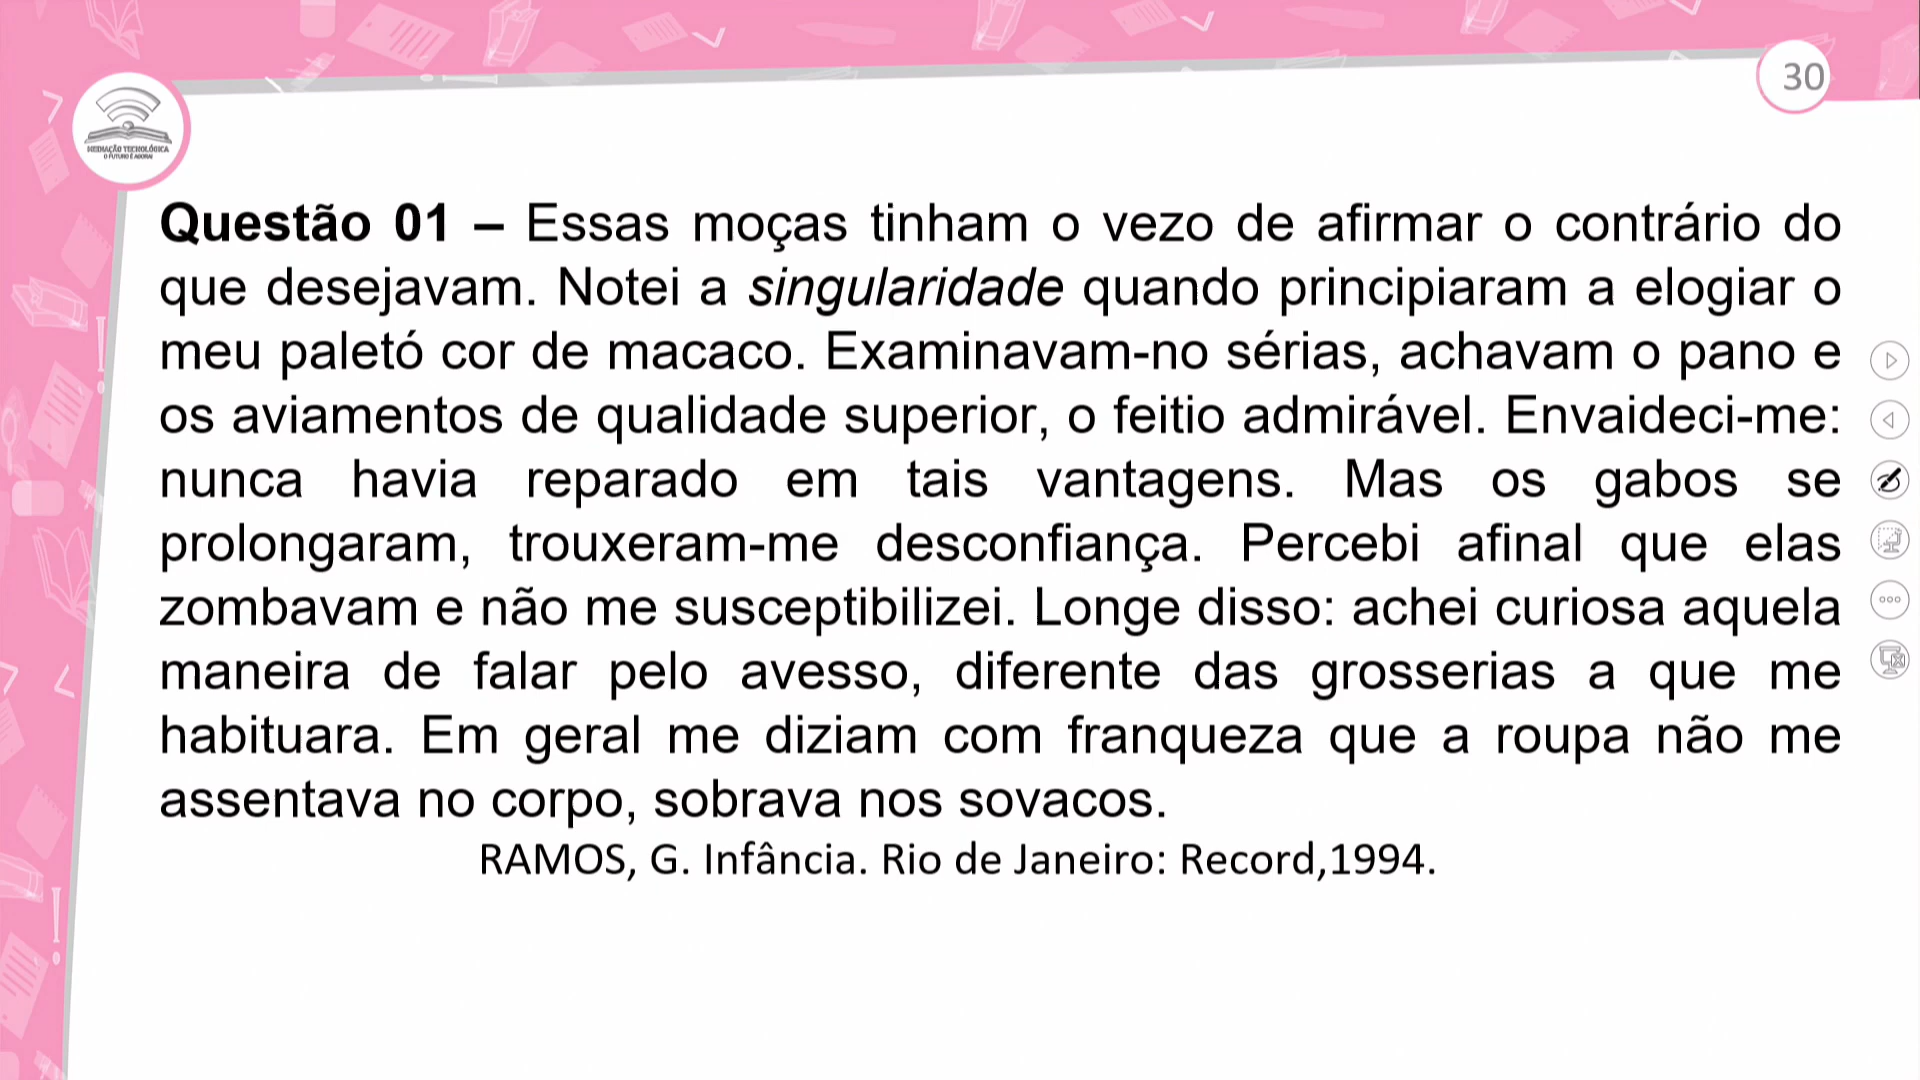 30
MEDIAÇÃO TECNOLÓGICA
O FUTURO É AGORA!
Questão 01 – Essas moças tinham o vezo de afirmar o contrário do
que desejavam. Notei a singularidade quando principiaram a elogiar o
meu paletó cor de macaco. Examinavam-no sérias, achavam o pano e
os aviamentos de qualidade superior, o feitio admirável. Envaideci-me:
nunca havia reparado em tais vantagens. Mas os gabos se
prolongaram, trouxeram-me desconfiança. Percebi afinal que elas
zombavam e não me susceptibilizei. Longe disso: achei curiosa aquela
maneira de falar pelo avesso, diferente das grosserias a que me
habituara. Em geral me diziam com franqueza que a roupa não me
assentava no corpo, sobrava nos sovacos.
RAMOS, G. Infância. Rio de Janeiro: Record,1994.